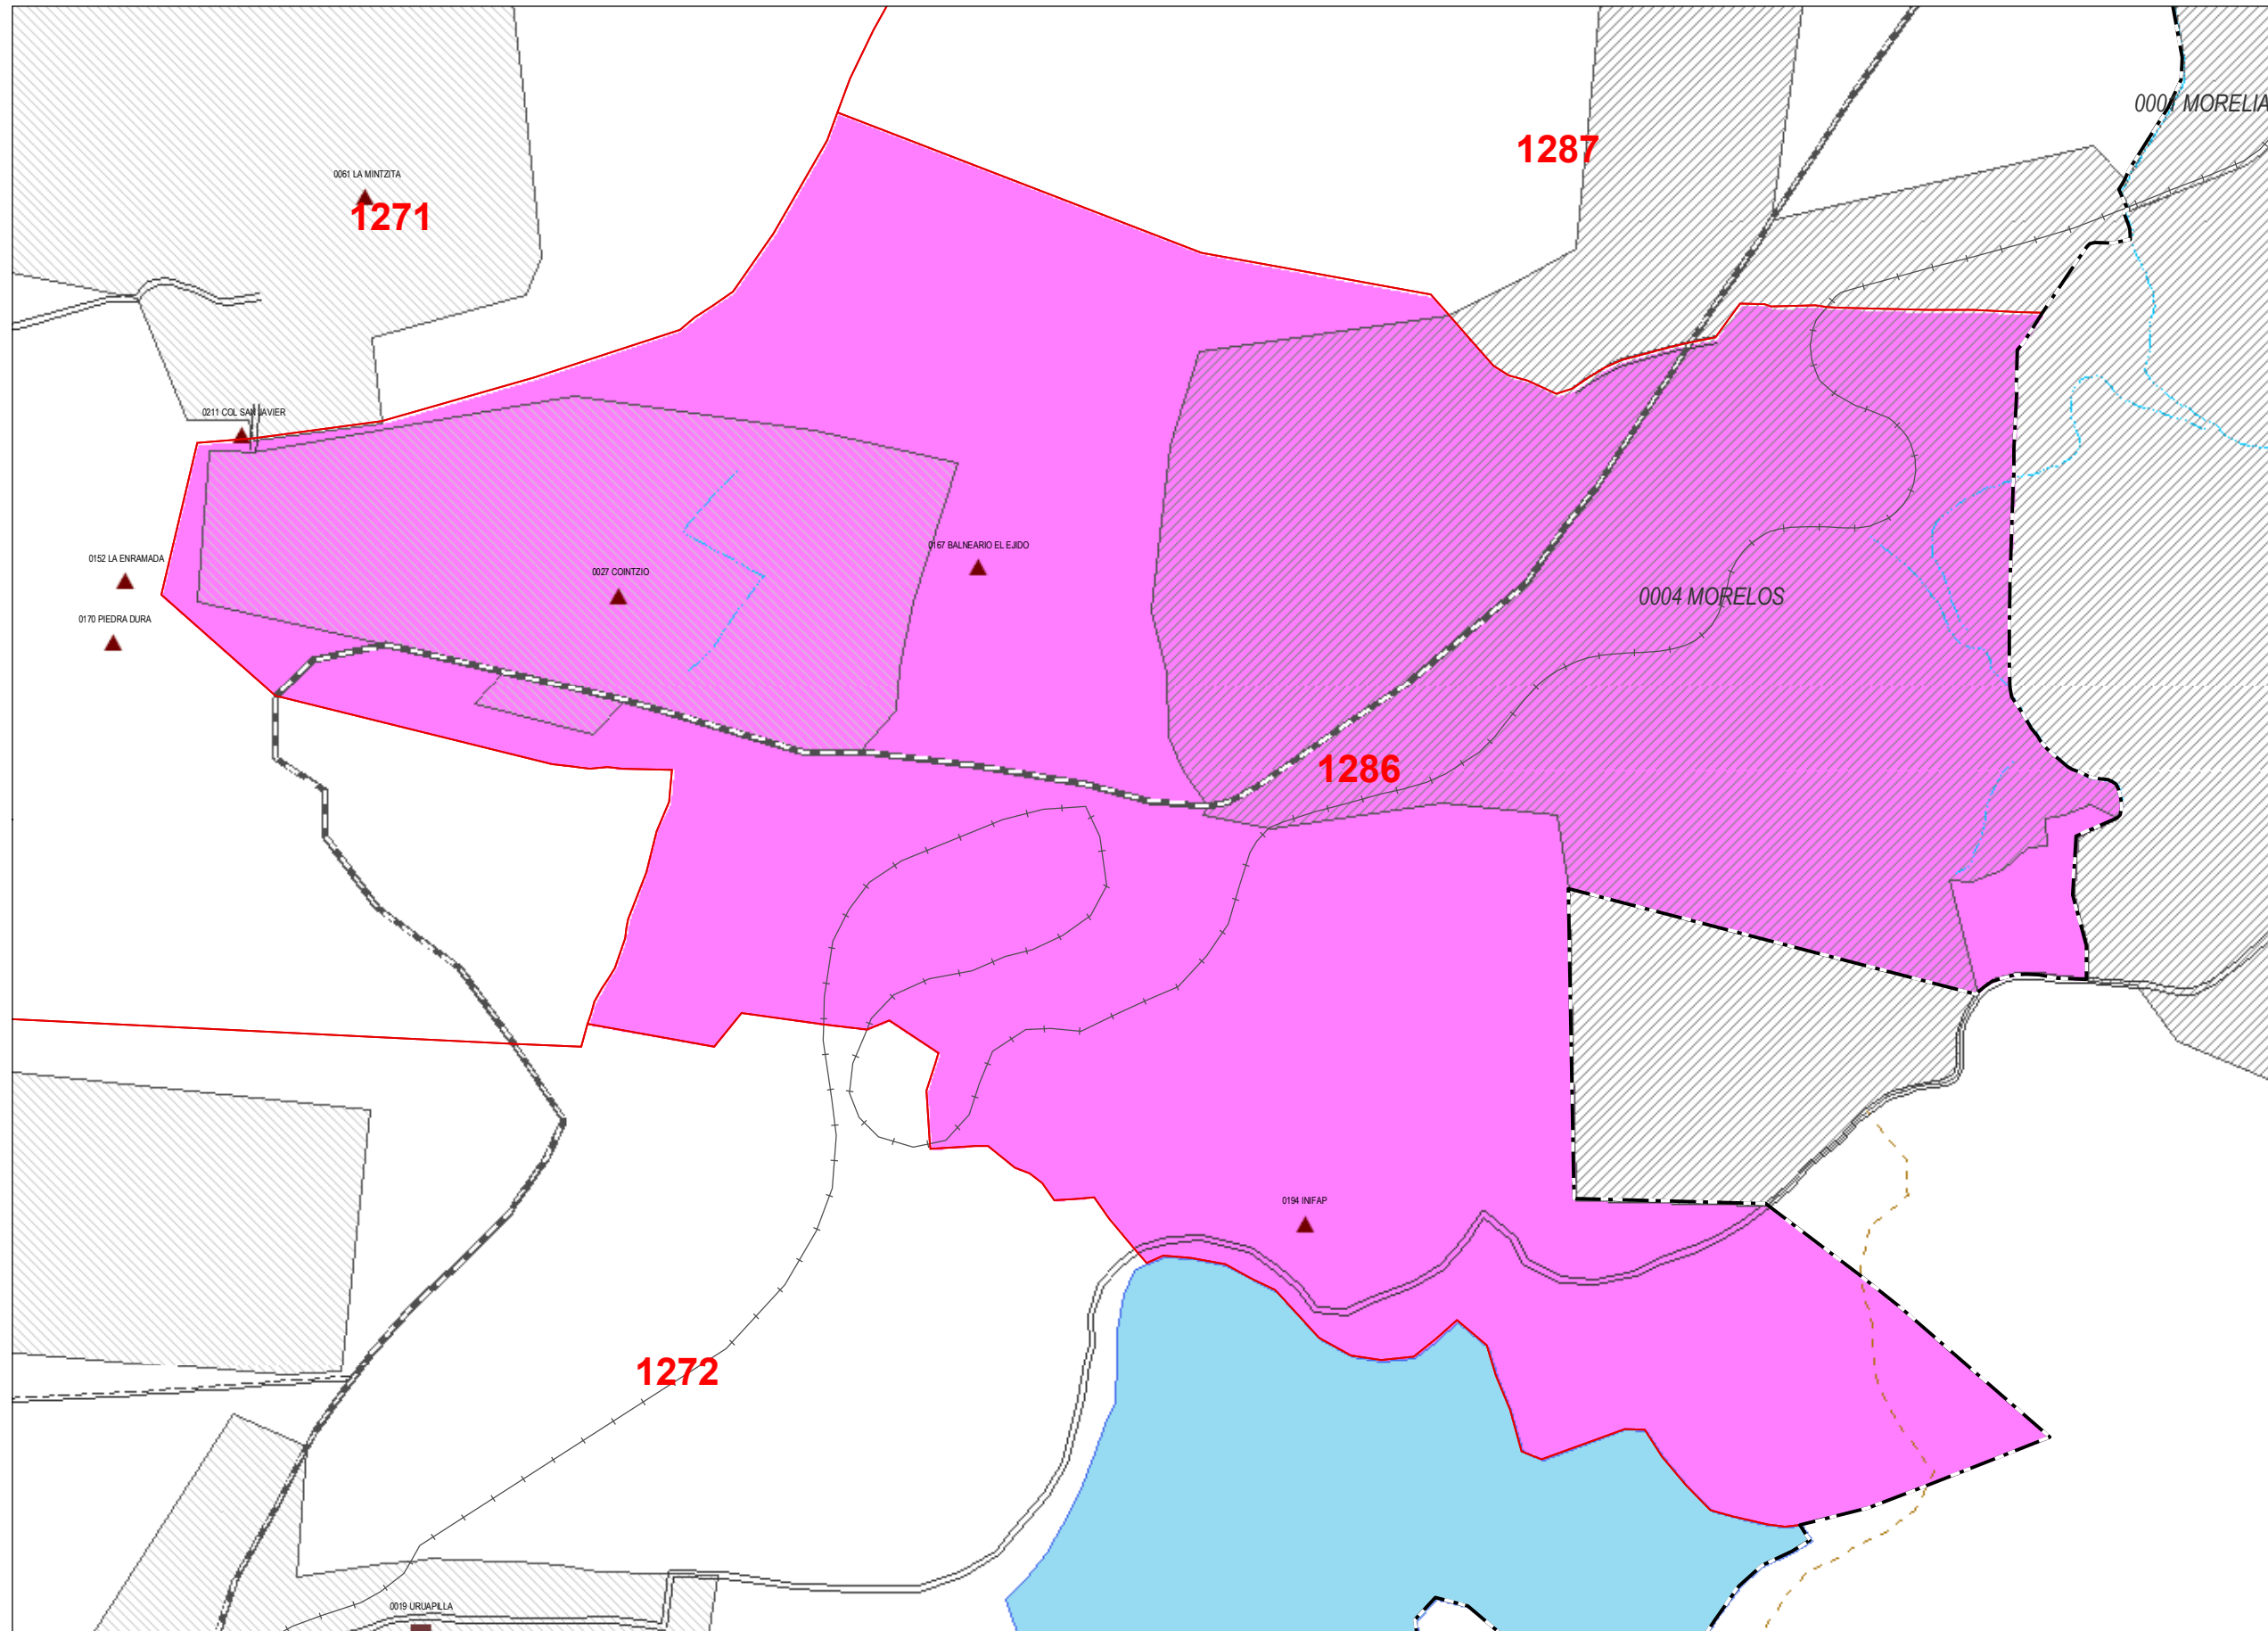 0001 MORELIA
1287
0061 LA MINTZITA
1271
0211 COL SAN JAVIER
0167 BALNEARIO EL EJIDO
0152 LA ENRAMADA
0027 COINTZIO
0004 MORELOS
0170 PIEDRA DURA
1286
0194 INIFAP
1272
0019 URUAPILLA